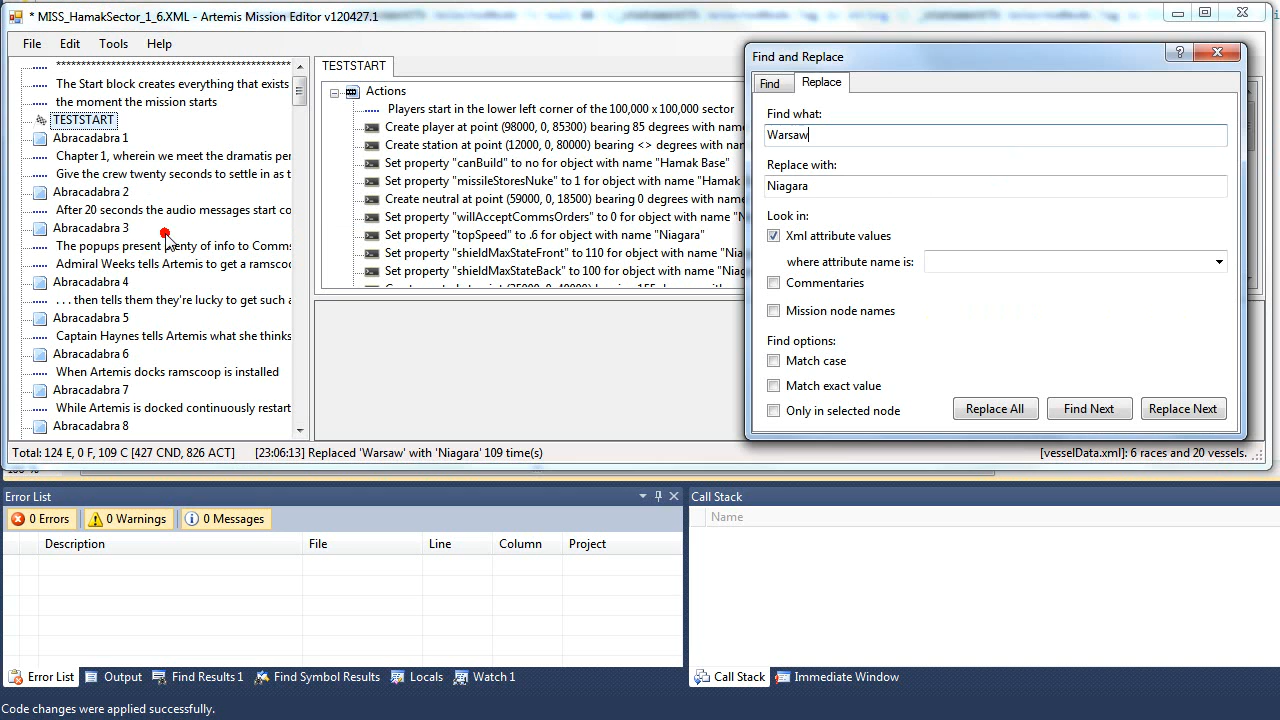 * MISS_HamakSector_1_6.XML - Artemis Mission Editor v120427.1
File Edit Tools Help
****************************************
The Start block creates everything that exists
the moment the mission starts
TESTSTART
Abracadabra 1
Chapter 1, wherein we meet the dramatis per
Give the crew twenty seconds to settle in as t
Abracadabra 2
After 20 seconds the audio messages start co
Abracadabra 3
The popups present plenty of info to Comms
Admiral Weeks tells Artemis to get a ramscoo
Abracadabra 4
. . . then tells them they're lucky to get such a
Abracadabra 5
Captain Haynes tells Artemis what she thinks
Abracadabra 6
WHhn Artemis docks ramscoop is installed
Abracadabra 7
While Artemis is docked continuously restart
Abracadabra 8
TESTSTART
Actions
Players start in the lower left corner of the 100,000 x 100,000 sector
Create player at point (98000, 0, 85300) bearing 85 degrees with name
Create station at point (12000, 0, 80000) bearing <> degrees with name
Set property "canBuild" to no for object with name "Hamak Base"
Set property "missileStoresNuke" to 1 for object with name "Hamak
Create neutral at point (59000, 0, 18500) bearing 0 degrees with name
Set property "willAcceptCommsOrders" to 0 for object with name "N
Set property "topSpeed" to .6 for object with name "Niagara"
Set property "shieldMaxStateFront" to 110 for object with name "Niag
Set property "shieldMaxStateBack" to 100 for object with name "Niag
Find and Replace
Find Replace
Find what:
Warsaw
Replace with:
Niagara
Look in:
Xml attribute values
where attribute name is:
Commentaries
Mission node names
Find options:
Match case
Match exact value
Only in selected node
Replace All Find Next Replace Next
Total: 124 E, 0 F, 109 C [427 CND, 826 ACT] [23:06:13] Replaced 'Warsaw' with 'Niagara' 109 time(s) [vesselData.xml]: 6 races and 20 vessels.
Error List
0 Errors 0 Warnings 0 Messages
Description File Line Column Project
Call Stack
Name
Error List Output Find Results 1 Find Symbol Results Locals Watch 1
Call Stack Immediate Window
Code changes were applied successfully.